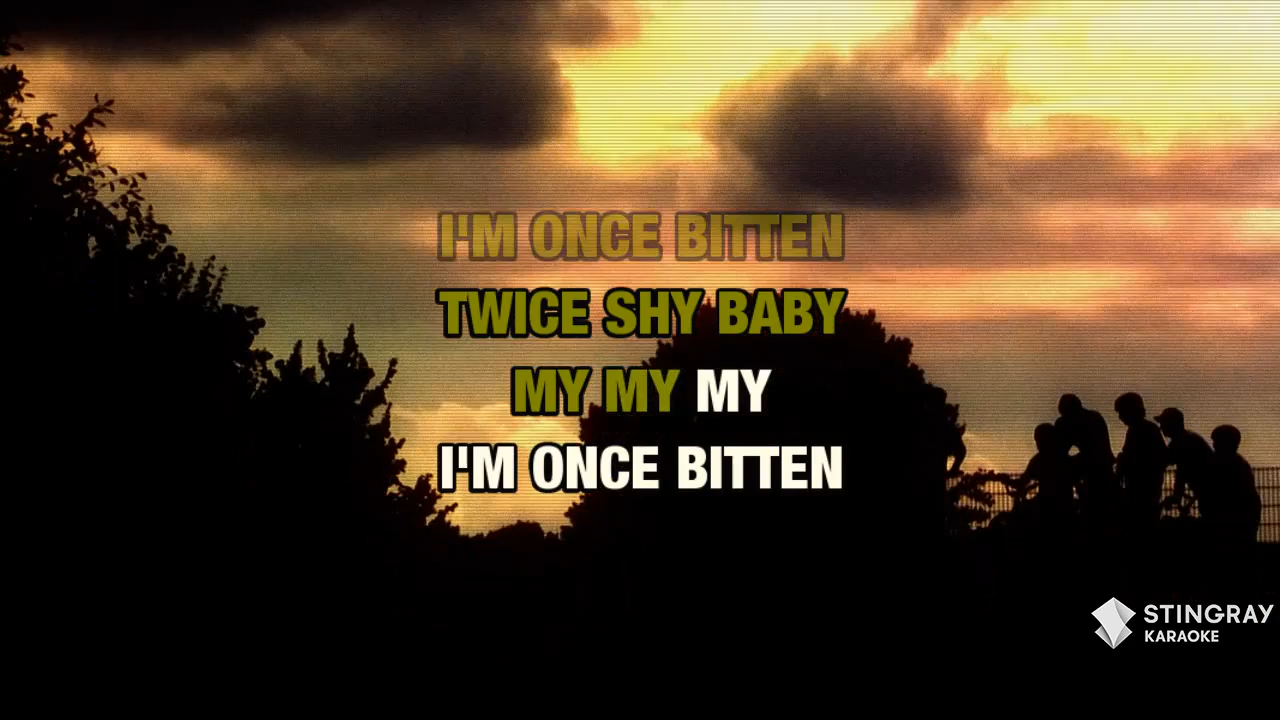 I'M ONCE BITTEN
TWICE SHY BABY
MY MY MY
I'M ONCE BITTEN
STINGRAY
KARAOKE